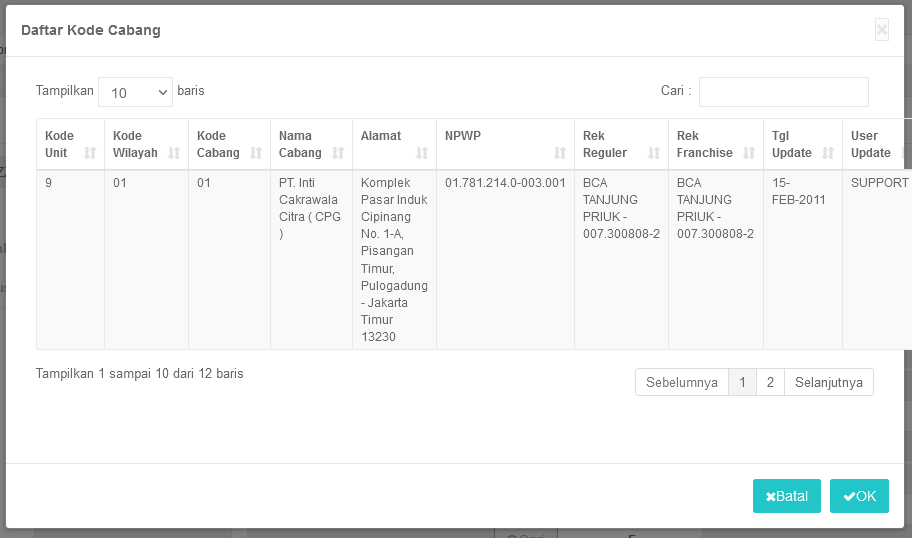 Daftar Kode Cabang
×
Tampilkan 10 baris
Cari :
Kode Unit
Kode Wilayah
Kode Cabang
Nama Cabang
Alamat
NPWP
Rek Reguler
Rek Franchise
Tgl Update
User Update
9
01
01
PT. Inti
Cakrawala
Citra ( CPG
)
Komplek
Pasar Induk
Cipinang
No. 1-A,
Pisangan
Timur,
Pulogadung
- Jakarta
Timur
13230
01.781.214.0-003.001
BCA
TANJUNG
PRIUK -
007.300808-2
BCA
TANJUNG
PRIUK -
007.300808-2
15-
FEB-2011
SUPPORT
Tampilkan 1 sampai 10 dari 12 baris
Sebelumnya 1 2 Selanjutnya
Batal
OK